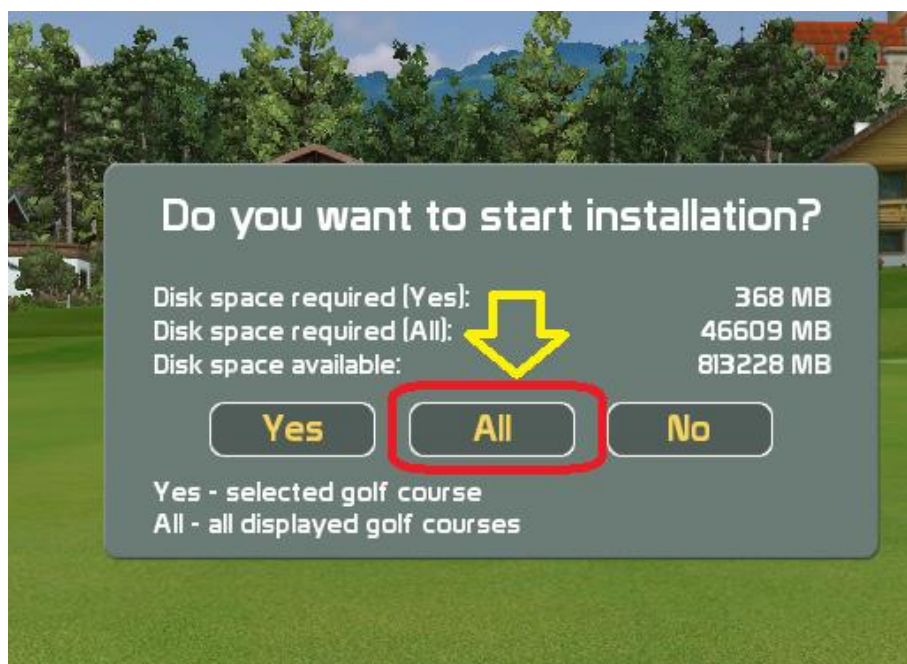 Do you want to start installation?
Disk space required (Yes): 368 MB
Disk space required (All): 46609 MB
Disk space available: 813228 MB
Yes All No
Yes - selected golf course
All - all displayed golf courses